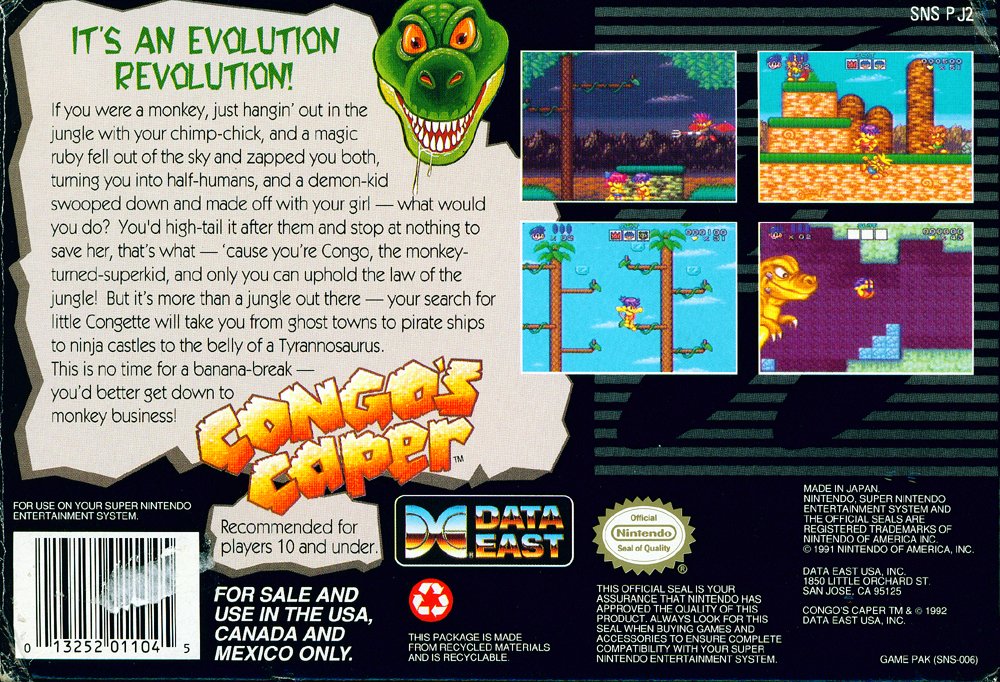 SNS P J2
IT'S AN EVOLUTION
REVOLUTION!
If you were a monkey, just hangin' out in the
jungle with your chimp-chick, and a magic
ruby fell out of the sky and zapped you both,
turning you into half-humans, and a demon-kid
swooped down and made off with your girl — what would
you do? You'd high-tail it after them and stop at nothing to
save her, that's what — 'cause you're Congo, the monkey-
turned-superkid, and only you can uphold the law of the
jungle! But it's more than a jungle out there — your search for
little Congette will take you from ghost towns to pirate ships
to ninja castles to the belly of a Tyrannosaurus.
This is no time for a banana-break —
you'd better get down to
monkey business!
CONGO'S
CAPER™
FOR USE ON YOUR SUPER NINTENDO
ENTERTAINMENT SYSTEM.
Recommended for
players 10 and under.
DATA
EAST®
Official
Nintendo
Seal of Quality
®
MADE IN JAPAN.
NINTENDO, SUPER NINTENDO
ENTERTAINMENT SYSTEM AND
THE OFFICIAL SEALS ARE
REGISTERED TRADEMARKS OF
NINTENDO OF AMERICA INC.
© 1991 NINTENDO OF AMERICA, INC.
DATA EAST USA, INC.
1850 LITTLE ORCHARD ST.
SAN JOSE, CA 95125
CONGO'S CAPER TM & © 1992
DATA EAST USA, INC.
0 13252 01104 5
FOR SALE AND
USE IN THE USA,
CANADA AND
MEXICO ONLY.
THIS PACKAGE IS MADE
FROM RECYCLED MATERIALS
AND IS RECYCLABLE.
THIS OFFICIAL SEAL IS YOUR
ASSURANCE THAT NINTENDO HAS
APPROVED THE QUALITY OF THIS
PRODUCT. ALWAYS LOOK FOR THIS
SEAL WHEN BUYING GAMES AND
ACCESSORIES TO ENSURE COMPLETE
COMPATIBILITY WITH YOUR SUPER
NINTENDO ENTERTAINMENT SYSTEM.
GAME PAK (SNS-006)